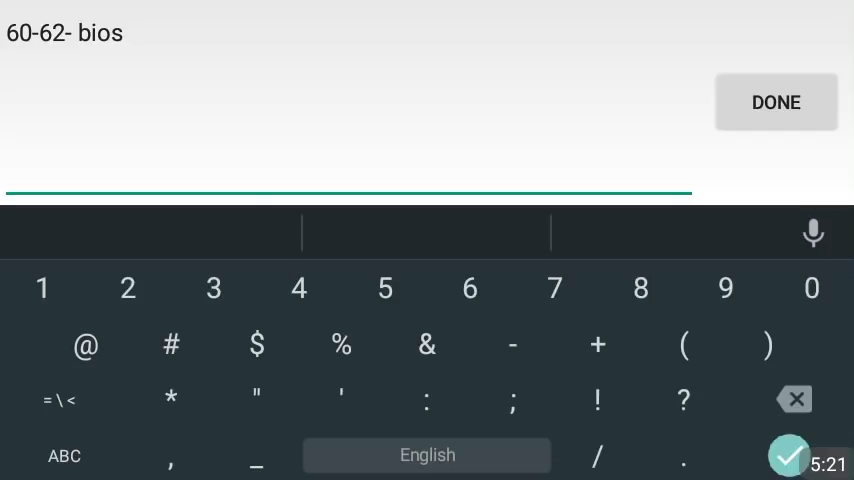 60-62- bios
DONE
1 2 3 4 5 6 7 8 9 0
@ # $ % & - + ( )
= \ < * " ' : ; ! ?
ABC , _ English / . 5:21